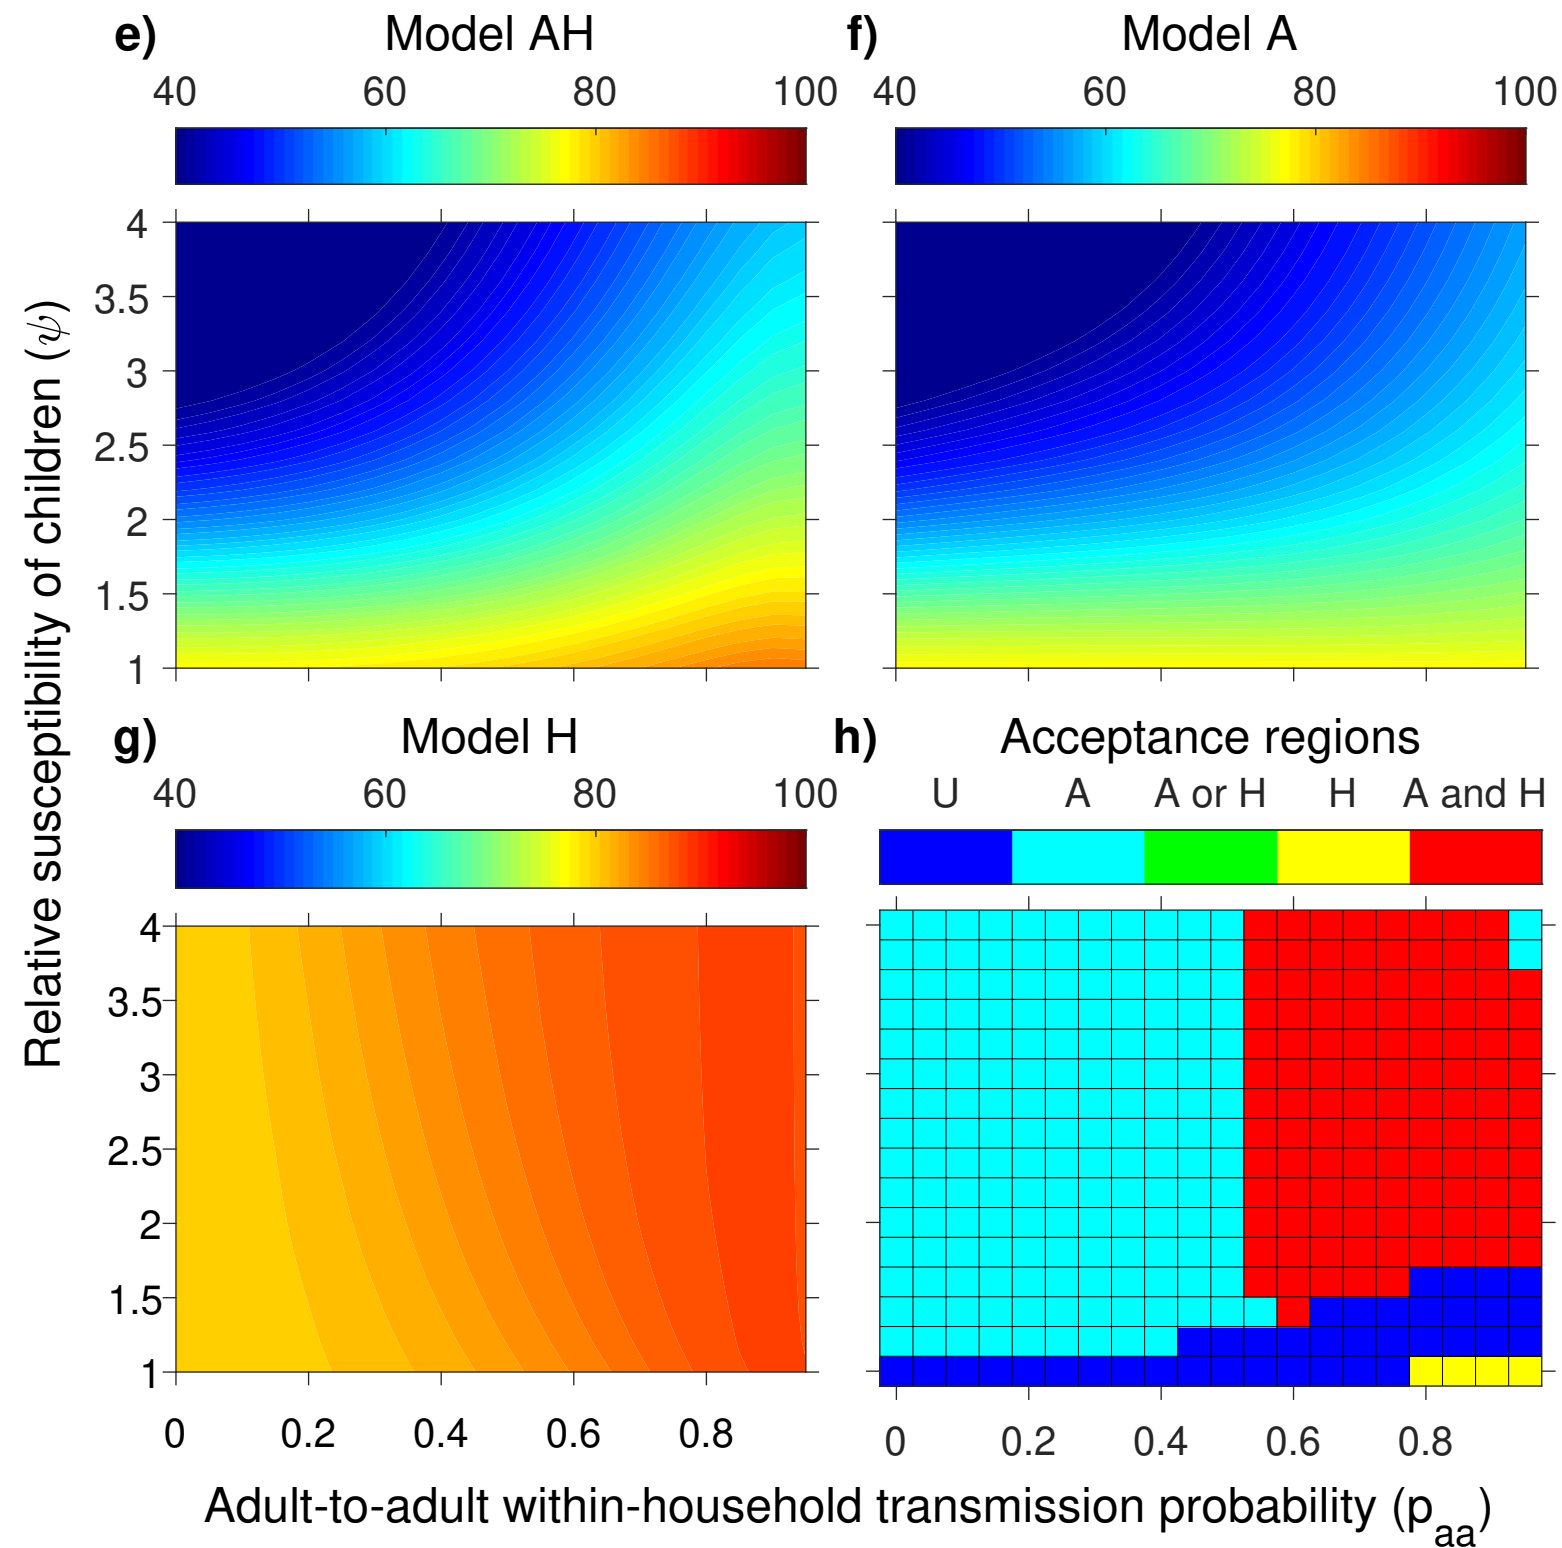 e) Model AH
40 60 80 100
f) Model A
40 60 80 100
Relative susceptibility of children (ψ)
4
3.5
3
2.5
2
1.5
1
g) Model H
40 60 80 100
h) Acceptance regions
U A A or H H A and H
4
3.5
3
2.5
2
1.5
1
0 0.2 0.4 0.6 0.8
0 0.2 0.4 0.6 0.8
Adult-to-adult within-household transmission probability (p_aa)